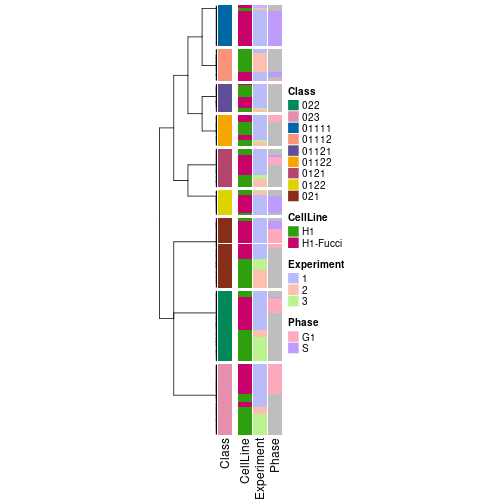 Class
022
023
01111
01112
01121
01122
0121
0122
021
CellLine
H1
H1-Fucci
Experiment
1
2
3
Phase
G1
S
Class
CellLine
Experiment
Phase